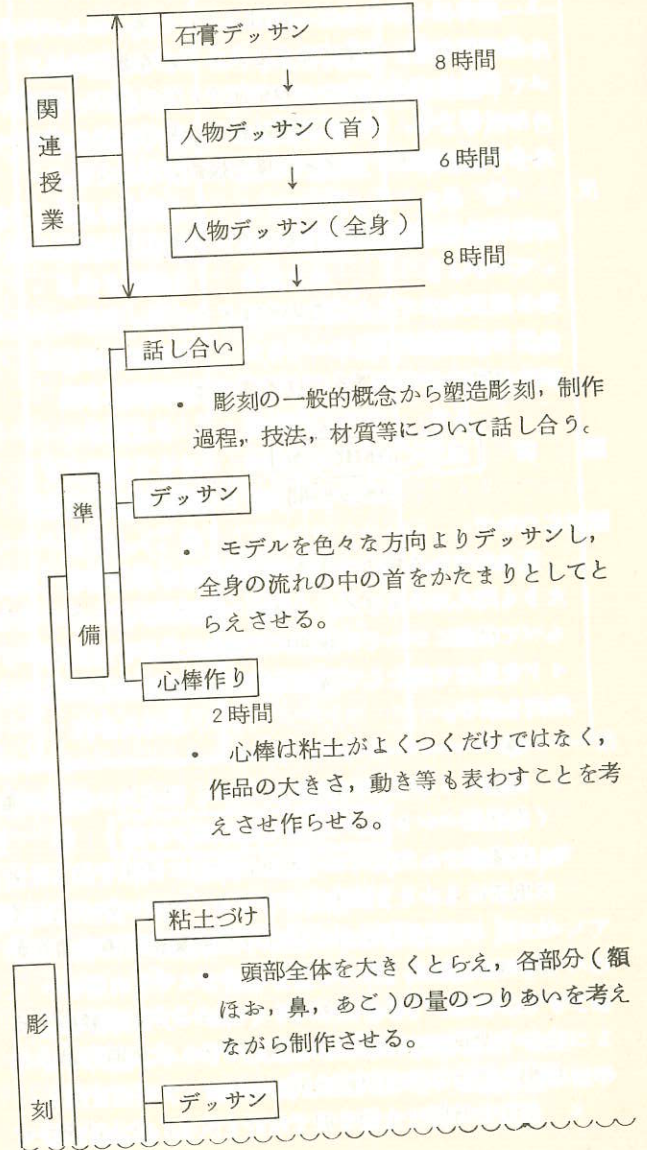 石膏デッサン
8時間
人物デッサン(首)
6時間
人物デッサン(全身)
8時間
関連授業
話し合い
・ 彫刻の一般的概念から塑造彫刻,制作
過程,技法,材質等について話し合う。
デッサン
・ モデルを色々な方向よりデッサンし,
全身の流れの中の首をかたまりとしてと
らえさせる。
準備
心棒作り
2時間
・ 心棒は粘土がよくつくだけではなく,
作品の大きさ,動き等も表わすことを考
えさせ作らせる。
粘土づけ
・ 頭部全体を大きくとらえ,各部分(額
ほお,鼻,あご)の量のつりあいを考え
ながら制作させる。
彫刻
デッサン